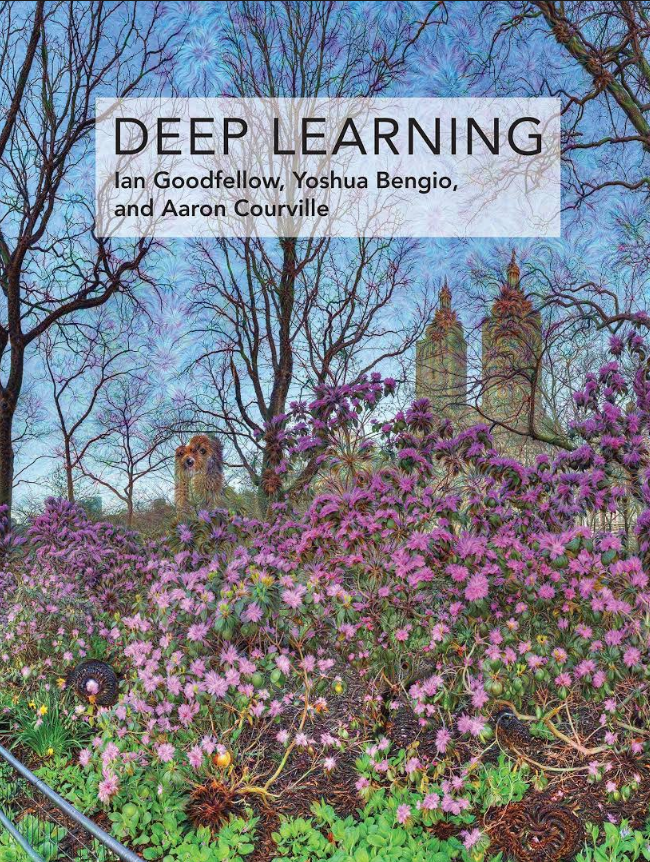 DEEP LEARNING
Ian Goodfellow, Yoshua Bengio,
and Aaron Courville